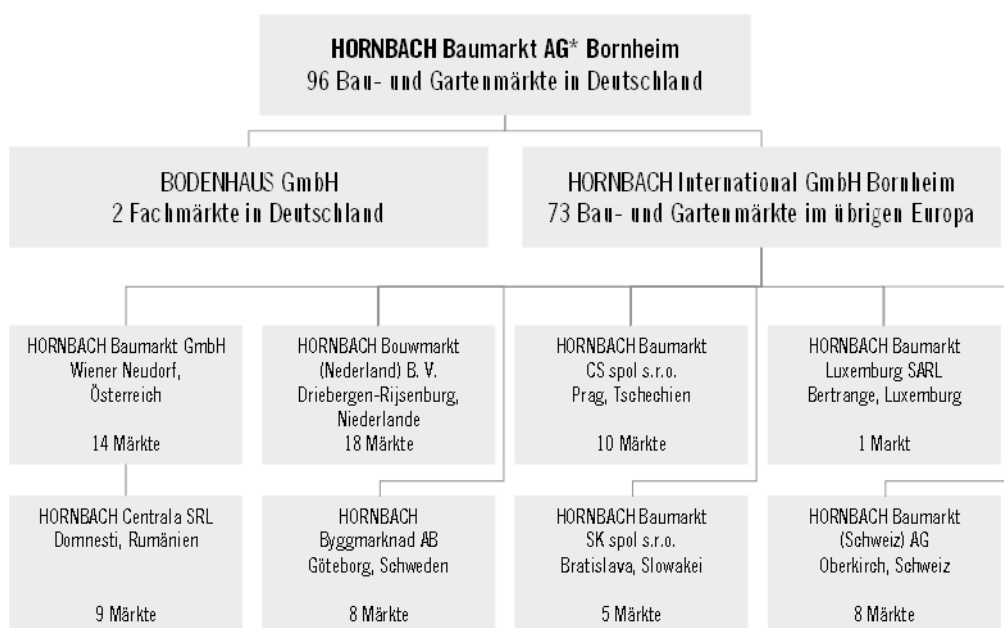 HORNBACH Baumarkt AG* Bornheim
96 Bau- und Gartenmärkte in Deutschland
BODENHAUS GmbH
2 Fachmärkte in Deutschland
HORNBACH International GmbH Bornheim
73 Bau- und Gartenmärkte im übrigen Europa
HORNBACH Baumarkt GmbH
Wiener Neudorf,
Österreich
14 Märkte
HORNBACH Bouwmarkt
(Nederland) B. V.
Driebergen-Rijsenburg,
Niederlande
18 Märkte
HORNBACH Baumarkt
CS spol s.r.o.
Prag, Tschechien
10 Märkte
HORNBACH Baumarkt
Luxemburg SARL
Bertrange, Luxemburg
1 Markt
HORNBACH Centrala SRL
Domnesti, Rumänien
9 Märkte
HORNBACH
Byggmarknad AB
Göteborg, Schweden
8 Märkte
HORNBACH Baumarkt
SK spol s.r.o.
Bratislava, Slowakei
5 Märkte
HORNBACH Baumarkt
(Schweiz) AG
Oberkirch, Schweiz
8 Märkte